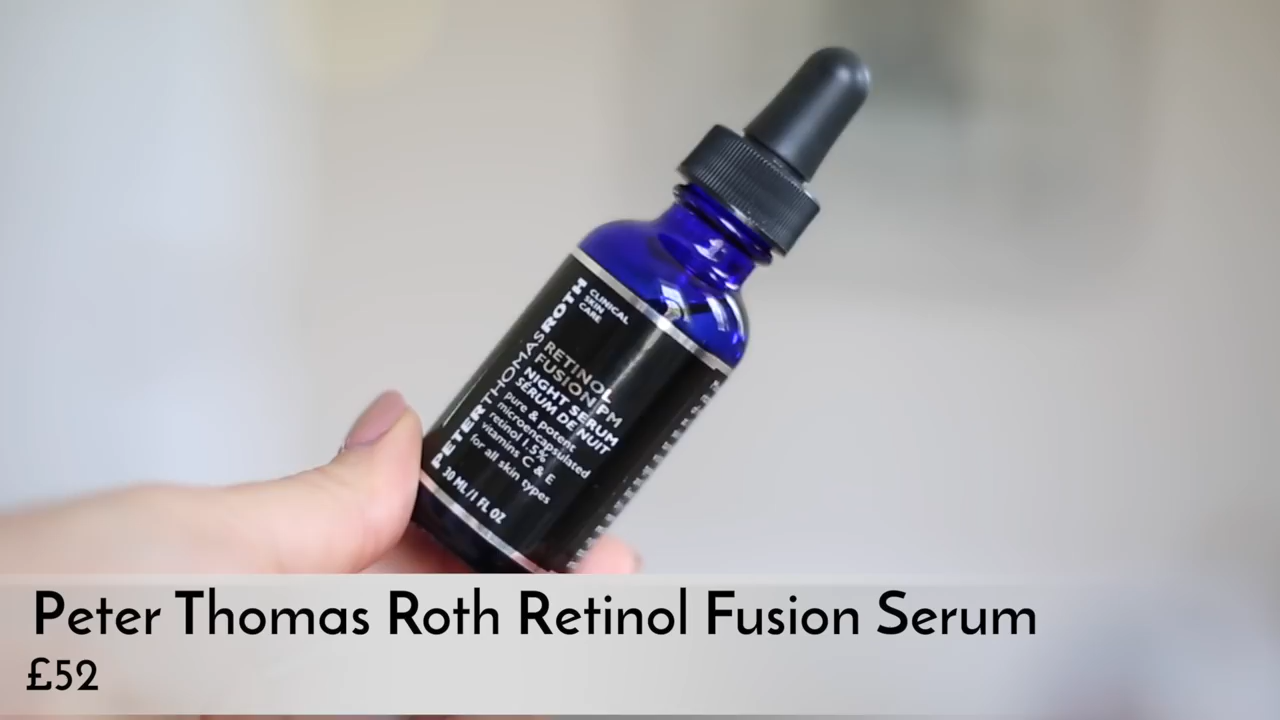 PETER THOMAS ROTH
CLINICAL
SKIN
CARE
RETINOL
FUSION PM
NIGHT SERUM
SÉRUM DE NUIT
pure & potent
microencapsulated
retinol 1.5%
vitamins C & E
for all skin types
30 ML/1 FL OZ
Peter Thomas Roth Retinol Fusion Serum
£52